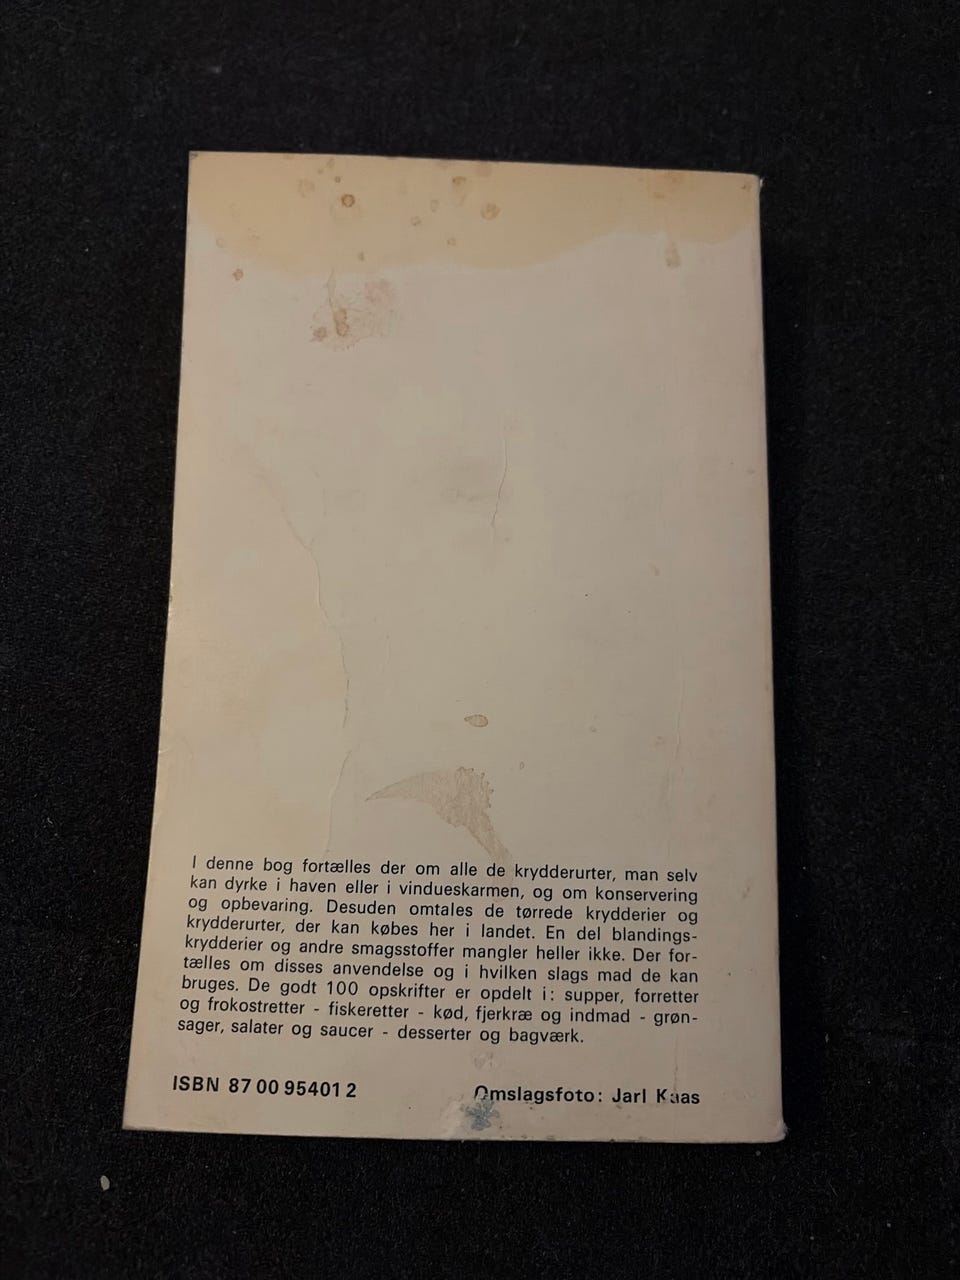 I denne bog fortælles der om alle de krydderurter, man selv
kan dyrke i haven eller i vindueskarmen, og om konservering
og opbevaring. Desuden omtales de tørrede krydderier og
krydderurter, der kan købes her i landet. En del blandings-
krydderier og andre smagsstoffer mangler heller ikke. Der for-
tælles om disses anvendelse og i hvilken slags mad de kan
bruges. De godt 100 opskrifter er opdelt i: supper, forretter
og frokostretter - fiskeretter - kød, fjerkræ og indmad - grøn-
sager, salater og saucer - desserter og bagværk.
ISBN 87 00 95401 2
Omslagsfoto: Jarl Kaas